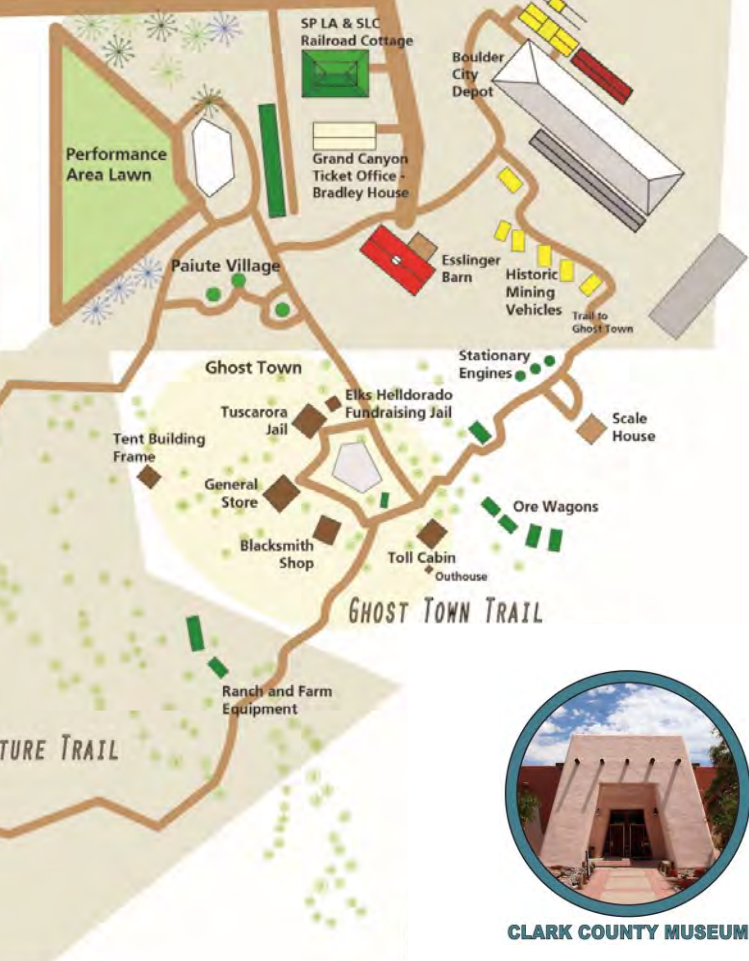 SP LA & SLC
Railroad Cottage
Boulder
City
Depot
Performance
Area Lawn
Grand Canyon
Ticket Office -
Bradley House
Paiute Village
Esslinger
Barn
Historic
Mining
Vehicles
Trail to
Ghost Town
Ghost Town
Stationary
Engines
Elks Helldorado
Fundraising Jail
Tuscarora
Jail
Scale
House
Tent Building
Frame
General
Store
Ore Wagons
Blacksmith
Shop
Toll Cabin
Outhouse
GHOST TOWN TRAIL
Ranch and Farm
Equipment
TURE TRAIL
CLARK COUNTY MUSEUM